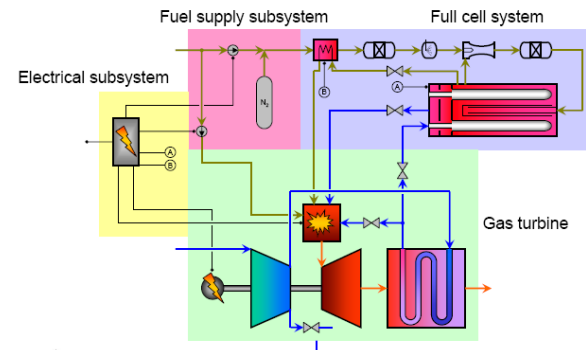 Fuel supply subsystem
Full cell system
Electrical subsystem
N₂
B
A
A
B
Gas turbine